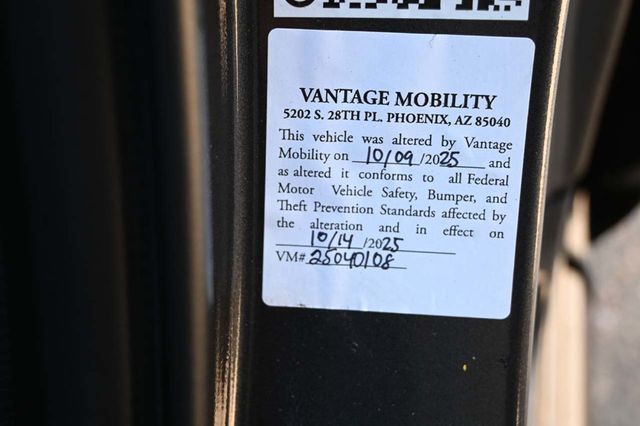 VANTAGE MOBILITY
5202 S. 28TH PL. PHOENIX, AZ 85040
This vehicle was altered by Vantage
Mobility on 10/09/2025 and
as altered it conforms to all Federal
Motor Vehicle Safety, Bumper, and
Theft Prevention Standards affected by
the alteration and in effect on
10/14/2025
VM# 25040108